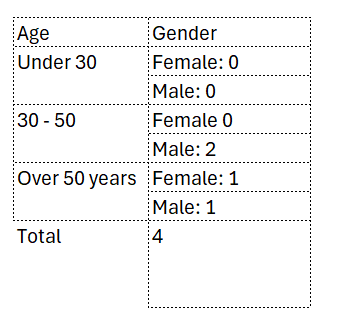 Age Gender
Under 30 Female: 0
Male: 0
30 - 50 Female 0
Male: 2
Over 50 years Female: 1
Male: 1
Total 4